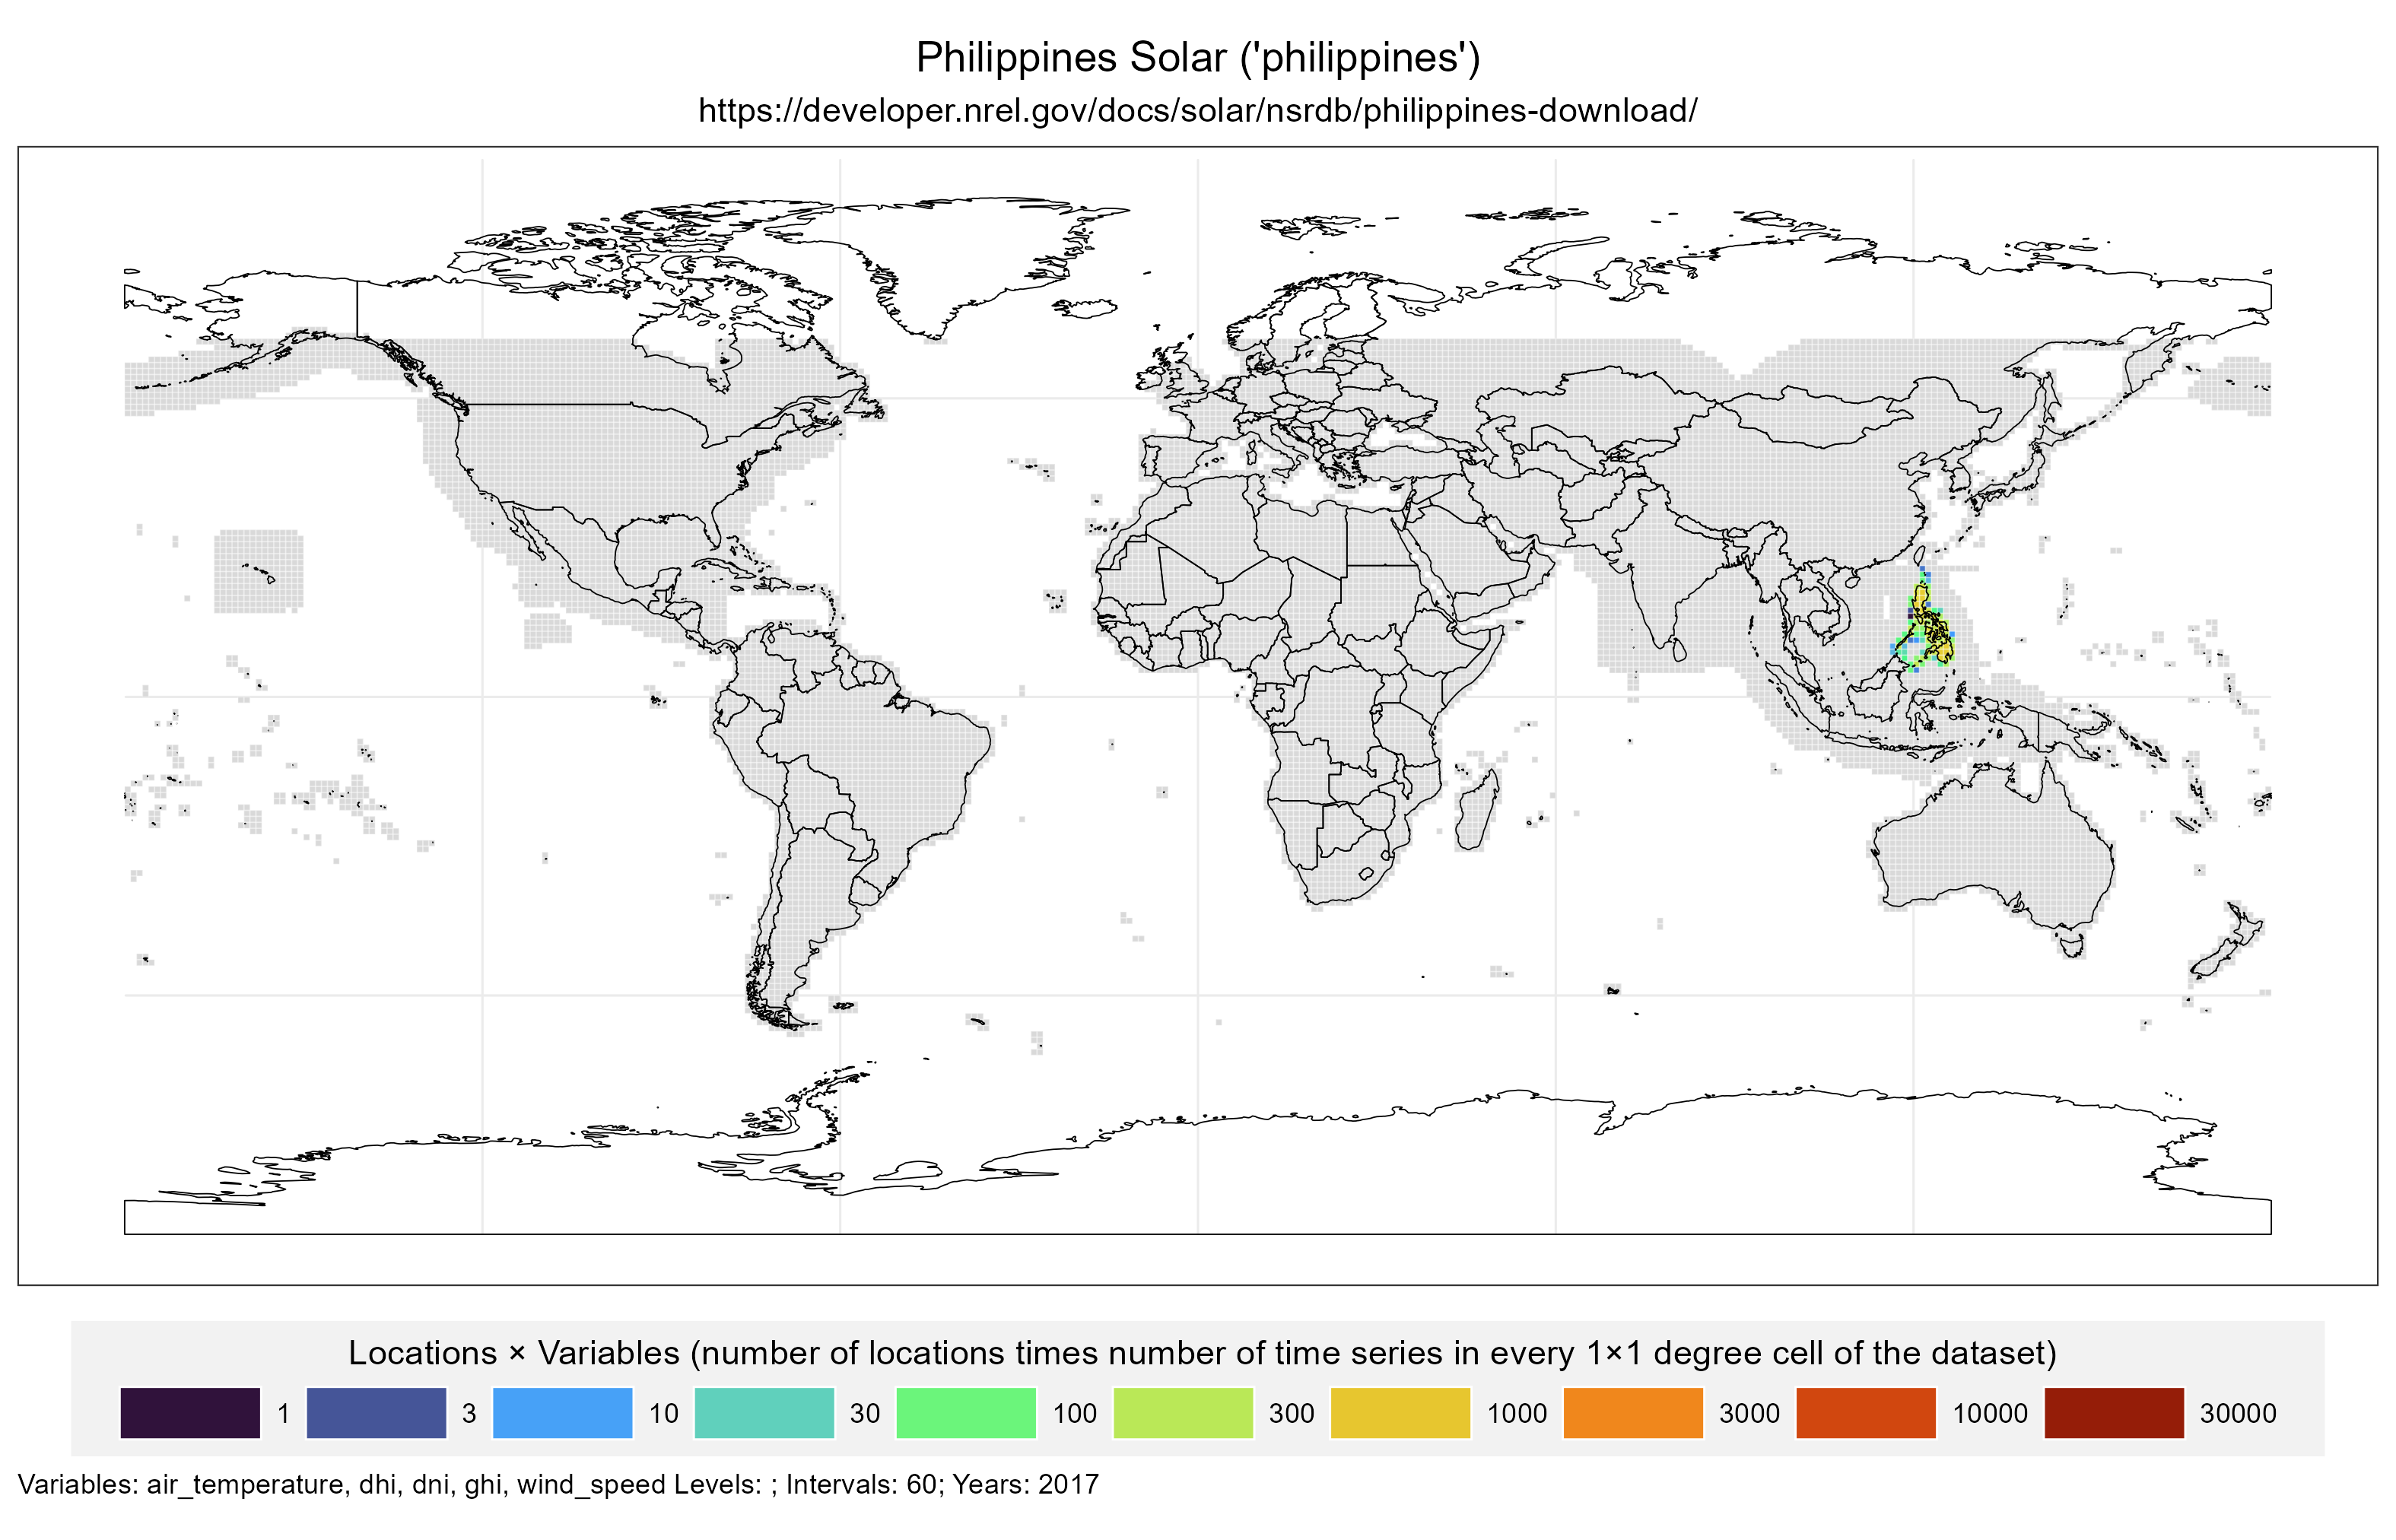 Philippines Solar ('philippines')
https://developer.nrel.gov/docs/solar/nsrdb/philippines-download/
Locations × Variables (number of locations times number of time series in every 1×1 degree cell of the dataset)
1 3 10 30 100 300 1000 3000 10000 30000
Variables: air_temperature, dhi, dni, ghi, wind_speed Levels: ; Intervals: 60; Years: 2017